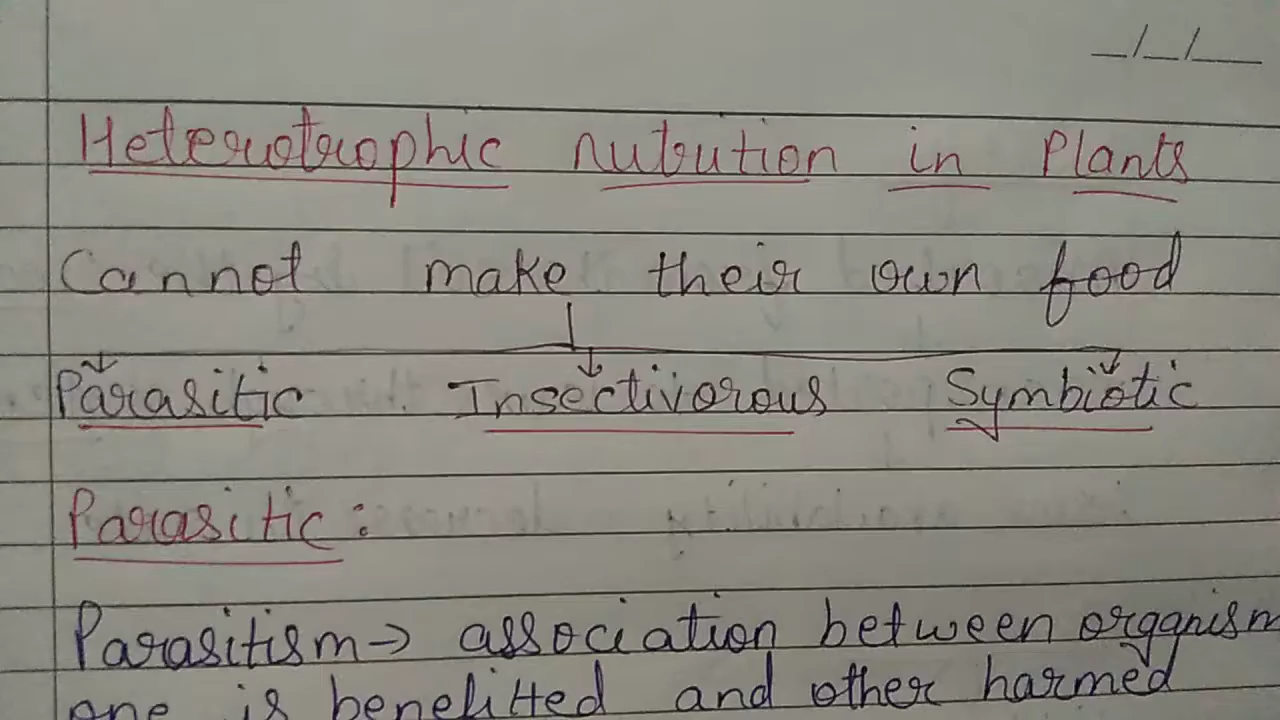 _/_/__
Heterotrophic nutrition in Plants
Cannot make their own food
Parasitic Insectivorous Symbiotic
Parasitic :
Parasitism → association between organism
one is benefitted and other harmed